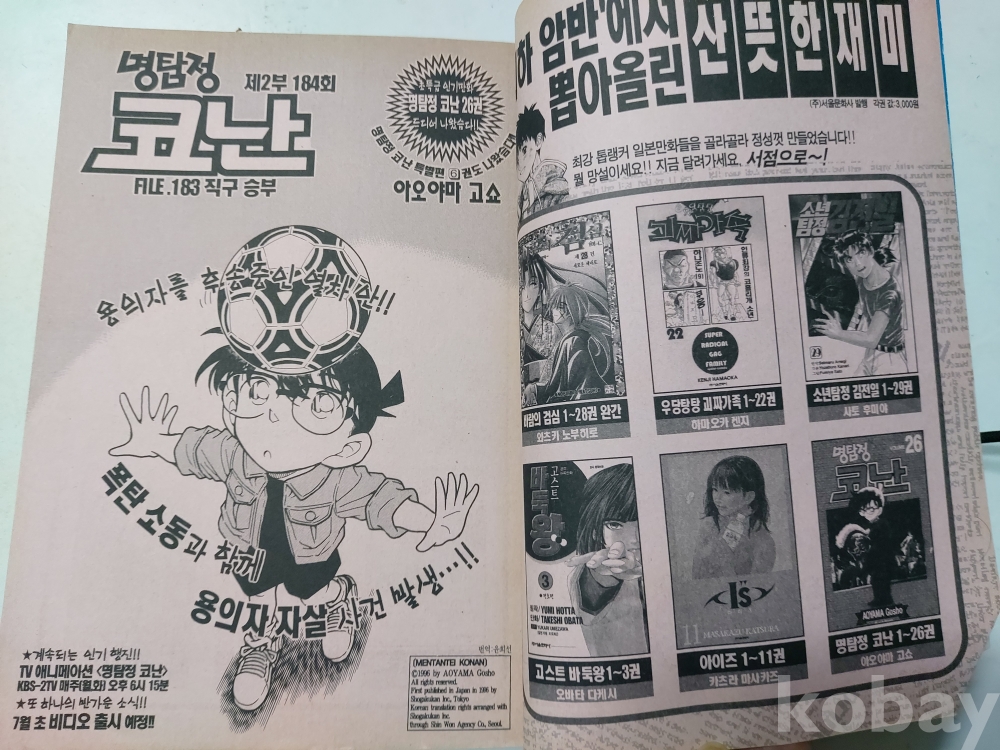 명탐정
코난
제2부 184회
FILE.183 직구 승부
초특급 인기만화
명탐정 코난 26권
드디어 나왔습니다!!
명탐정 코난 특별편 ⑥권도 나왔습니다
아오야마 고쇼
용의자를 추송중인 열차 안!!
폭탄 소동과 함께
용의자 자살 사건 발생…!!
★계속되는 인기 행진!!
TV 애니메이션 <명탐정 코난>
KBS-2TV 매주(월.화) 오후 6시 15분
★또 하나의 반가운 소식!!
7월 초 비디오 출시 예정!!
번역·윤희선
(MENTANTEI KONAN)
©1996 by AOYAMA Gosho
All rights reserved.
First published in Japan in 1996 by
Shogakukan Inc., Tokyo
Korean translation rights arranged with
Shogakukan Inc.
through Shin Won Agency Co., Seoul.
하 암반'에서
뽑아올린
산뜻한 재미
(주)서울문화사 발행 각권 값:3,000원
최강 톱랭커 일본만화들을 골라골라 정성껏 만들었습니다!!
뭘 망설이세요!! 지금 달려가세요, 서점으로~!
검심
바람의 검심 1~28권 완간
와츠키 노부히로
괴짜가족
22
SUPER
RADICAL
GAG
FAMILY
KENJI HAMAOKA
우당탕탕 괴짜가족 1~22권
하마오카 켄지
소년
탐정
김전일
소년탐정 김전일 1~29권
사토 후미야
고스트
바둑왕
3
YUMI HOTTA
TAKESHI OBATA
고스트 바둑왕 1~3권
오바타 다케시
I"s
11 MASAKAZU KATSURA
아이즈 1~11권
카츠라 마사카즈
명탐정
26
코난
AOYAMA Gosho
명탐정 코난 1~26권
아오야마 고쇼
kobay